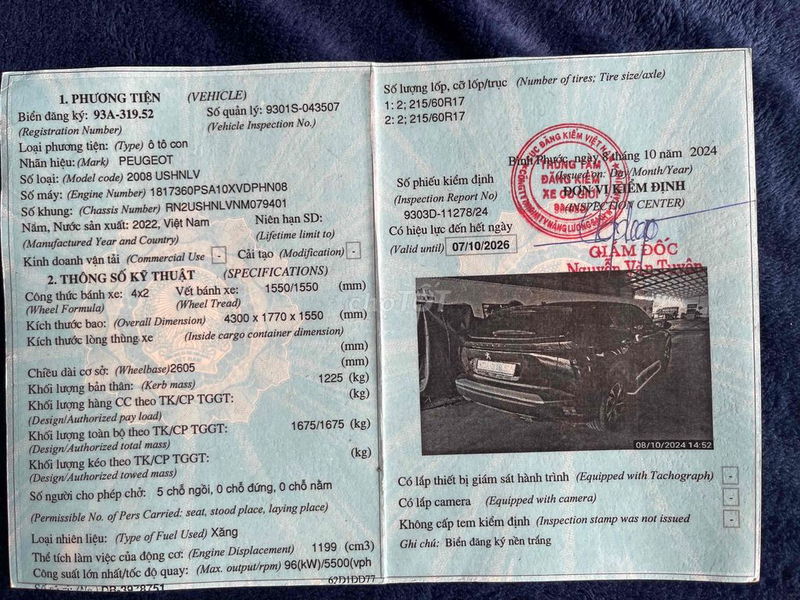 1. PHƯƠNG TIỆN (VEHICLE)
Biển đăng ký: 93A-319.52 Số quản lý: 9301S-043507
(Registration Number) (Vehicle Inspection No.)
Loại phương tiện: (Type) ô tô con
Nhãn hiệu: (Mark) PEUGEOT
Số loại: (Model code) 2008 USHNLV
Số máy: (Engine Number) 1817360PSA10XVDPHN08
Số khung: (Chassis Number) RN2USHNLVNM079401
Năm, Nước sản xuất: 2022, Việt Nam Niên hạn SD:
(Manufactured Year and Country) (Lifetime limit to)
Kinh doanh vận tải (Commercial Use - Cải tạo (Modification) -
2. THÔNG SỐ KỸ THUẬT (SPECIFICATIONS)
Công thức bánh xe: 4x2 Vết bánh xe: 1550/1550 (mm)
(Wheel Formula) (Wheel Tread)
Kích thước bao: (Overall Dimension) 4300 x 1770 x 1550 (mm)
Kích thước lòng thùng xe (Inside cargo container dimension)
(mm)
Chiều dài cơ sở: (Wheelbase)2605 (mm)
Khối lượng bản thân: (Kerb mass) 1225 (kg)
Khối lượng hàng CC theo TK/CP TGGT: (kg)
(Design/Authorized pay load)
Khối lượng toàn bộ theo TK/CP TGGT: 1675/1675 (kg)
(Design/Authorized total mass)
Khối lượng kéo theo TK/CP TGGT: (kg)
(Design/Authorized towed mass)
Số người cho phép chở: 5 chỗ ngồi, 0 chỗ đứng, 0 chỗ nằm
(Permissible No. of Pers Carried: seat, stood place, laying place)
Loại nhiên liệu: (Type of Fuel Used) Xăng
Thể tích làm việc của động cơ: (Engine Displacement) 1199 (cm3)
Công suất lớn nhất/tốc độ quay: (Max. output/rpm) 96(kW)/5500(vph
62D1DD77
Số lượng lốp, cỡ lốp/trục (Number of tires; Tire size/axle)
1: 2; 215/60R17
2: 2; 215/60R17
Bình Phước, ngày 8 tháng 10 năm 2024
(Issued on: Day/Month/Year)
Số phiếu kiểm định ĐƠN VỊ KIỂM ĐỊNH
(Inspection Report No) (INSPECTION CENTER)
9303D-11278/24
Có hiệu lực đến hết ngày
(Valid until) 07/10/2026
TRUNG TÂM
ĐĂNG KIỂM
XE CƠ GIỚI
GIÁM ĐỐC
Nguyễn Văn Tuyên
CHỢ TỐT
08/10/2024 14:52
Có lắp thiết bị giám sát hành trình (Equipped with Tachograph) -
Có lắp camera (Equipped with camera) -
Không cấp tem kiểm định (Inspection stamp was not issued -
Ghi chú: Biển đăng ký nền trắng